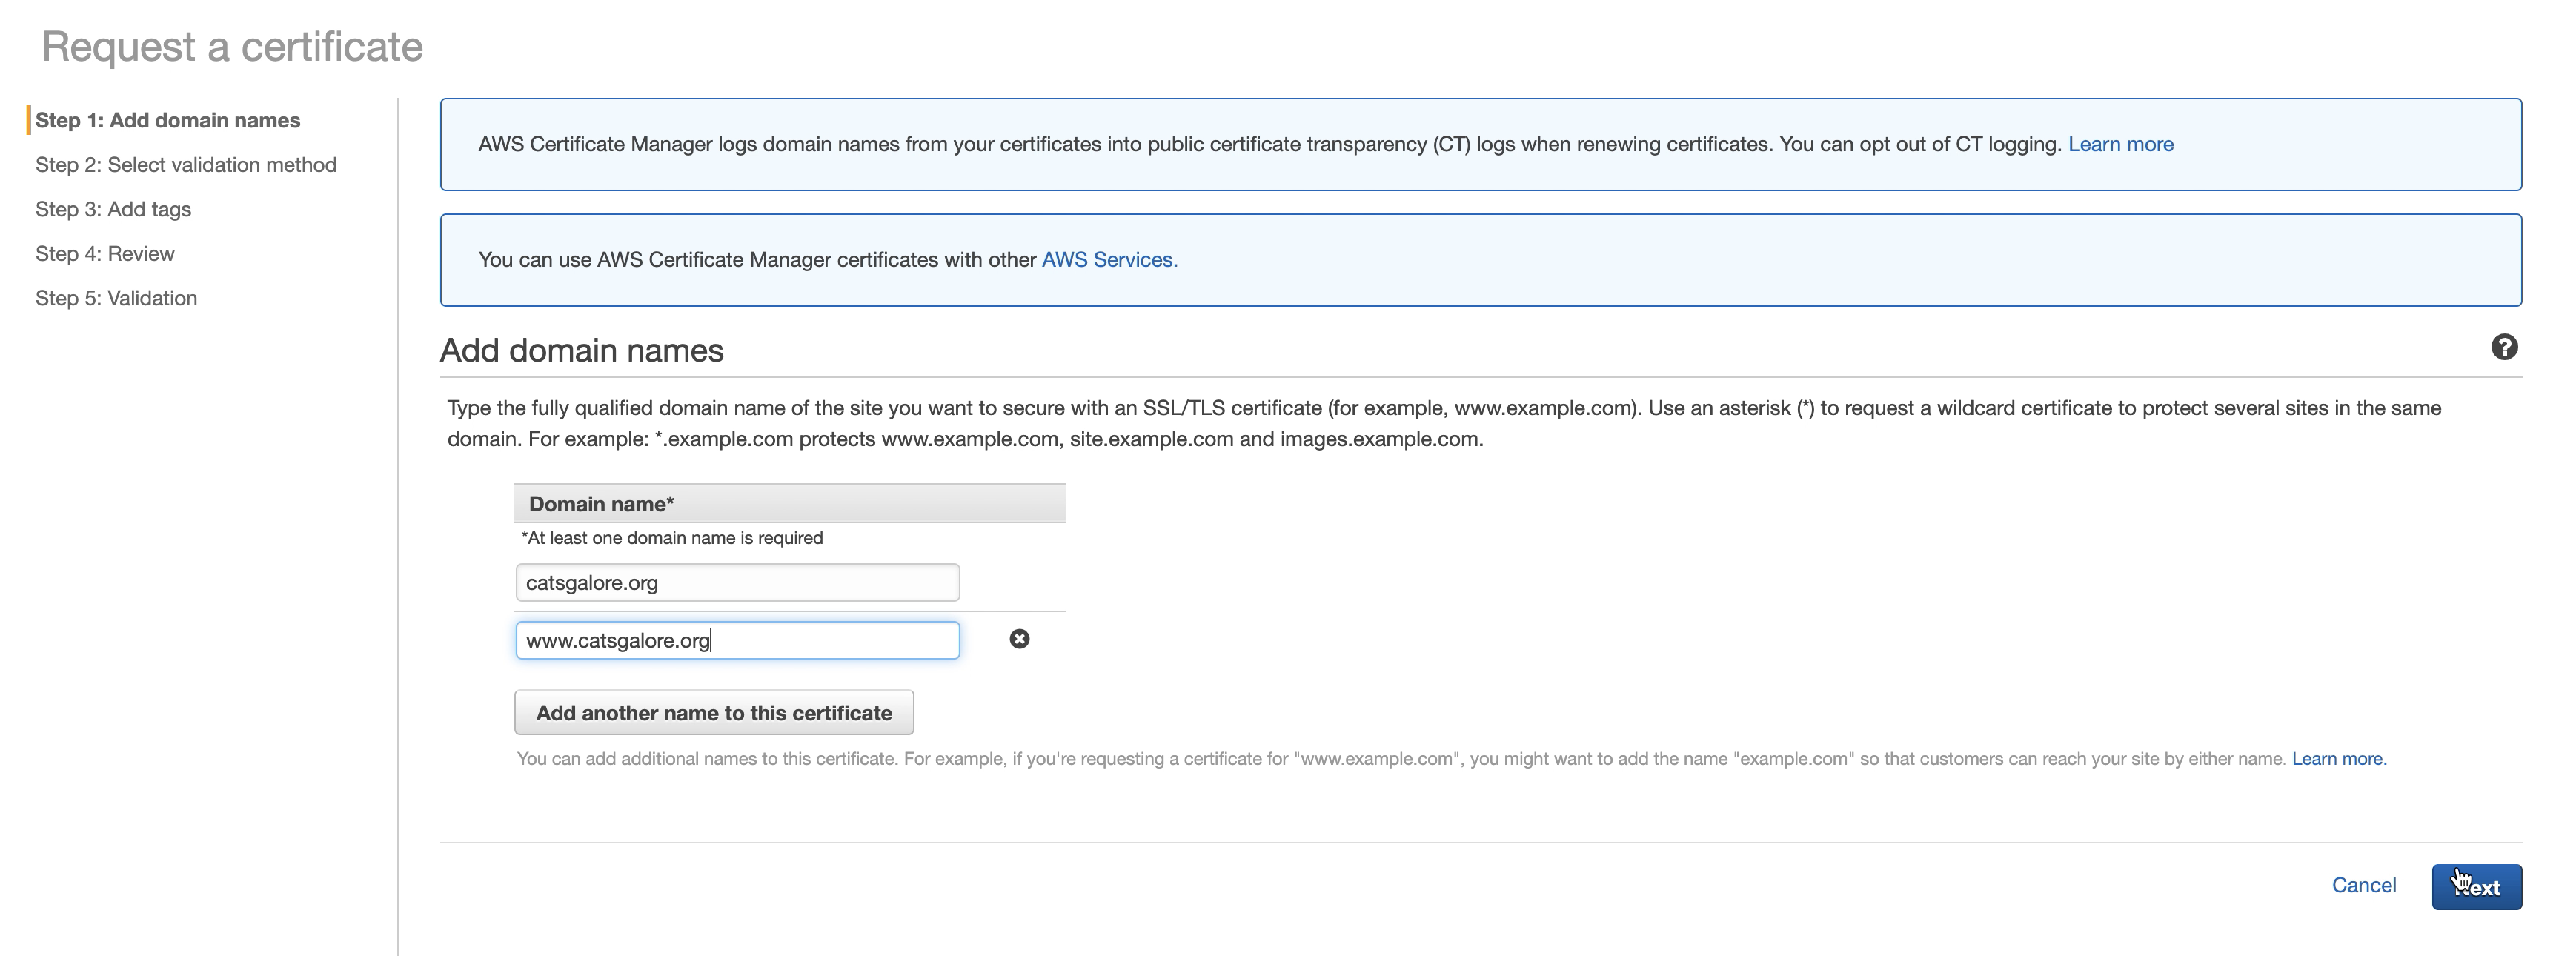 Request a certificate
Step 1: Add domain names
Step 2: Select validation method
Step 3: Add tags
Step 4: Review
Step 5: Validation
AWS Certificate Manager logs domain names from your certificates into public certificate transparency (CT) logs when renewing certificates. You can opt out of CT logging. Learn more
You can use AWS Certificate Manager certificates with other AWS Services.
Add domain names
Type the fully qualified domain name of the site you want to secure with an SSL/TLS certificate (for example, www.example.com). Use an asterisk (*) to request a wildcard certificate to protect several sites in the same
domain. For example: *.example.com protects www.example.com, site.example.com and images.example.com.
Domain name*
*At least one domain name is required
catsgalore.org
www.catsgalore.org
Add another name to this certificate
You can add additional names to this certificate. For example, if you're requesting a certificate for "www.example.com", you might want to add the name "example.com" so that customers can reach your site by either name. Learn more.
Cancel
Next